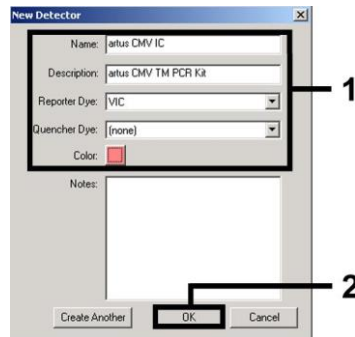 New Detector
Name: artus CMV IC
Description: artus CMV TM PCR Kit
Reporter Dye: VIC
Quencher Dye: (none)
Color:
Notes:
Create Another OK Cancel
1
2